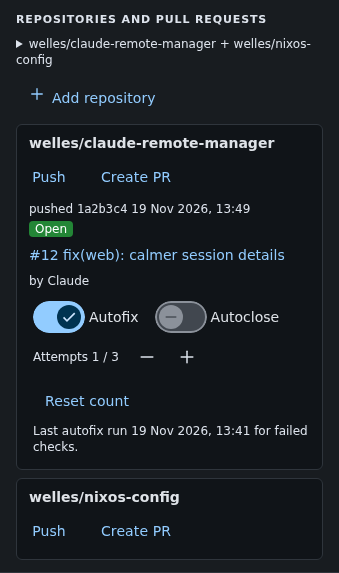 REPOSITORIES AND PULL REQUESTS
▶ welles/claude-remote-manager + welles/nixos-
config
+ Add repository
welles/claude-remote-manager
Push Create PR
pushed 1a2b3c4 19 Nov 2026, 13:49
Open
#12 fix(web): calmer session details
by Claude
Autofix Autoclose
Attempts 1 / 3 − +
Reset count
Last autofix run 19 Nov 2026, 13:41 for failed
checks.
welles/nixos-config
Push Create PR